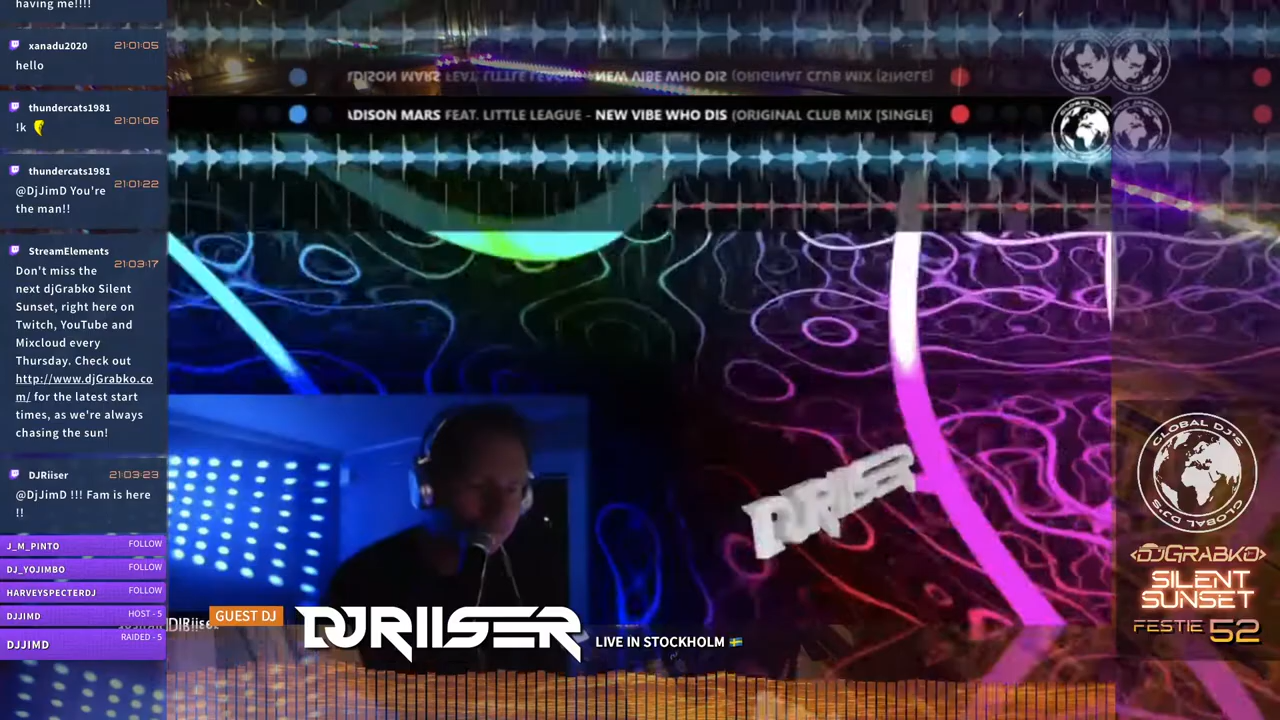 having me!!!!
xanadu2020 21:01:05
hello
thundercats1981
!k 21:01:06
thundercats1981
21:01:22
@DjJimD You're
the man!!
StreamElements
21:03:17
Don't miss the
next djGrabko Silent
Sunset, right here on
Twitch, YouTube and
Mixcloud every
Thursday. Check out
http://www.djGrabko.co
m/ for the latest start
times, as we're always
chasing the sun!
DJRiiser 21:03:23
@DjJimD !!! Fam is here
!!
J_M_PINTO FOLLOW
DJ_YOJIMBO FOLLOW
HARVEYSPECTERDJ FOLLOW
DJJIMD HOST - 5
DJJIMD RAIDED - 5
ADISON MARS FEAT. LITTLE LEAGUE - NEW VIBE WHO DIS (ORIGINAL CLUB MIX [SINGLE)
DJRIISER
GUEST DJ
DJRIISER
LIVE IN STOCKHOLM
GLOBAL DJ'S
GLOBAL DJ'S
<DJGRABKO>
SILENT
SUNSET
FESTIE 52